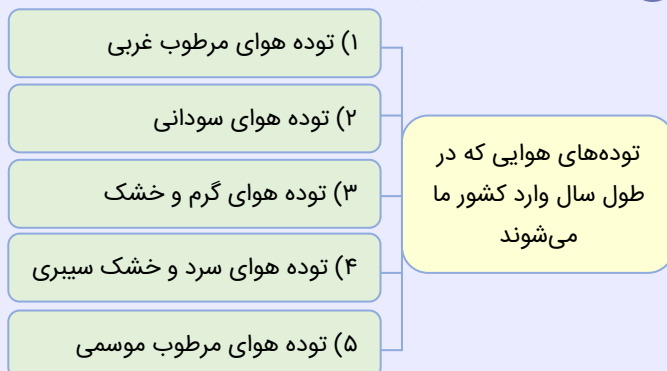 توده‌های هوایی که در
طول سال وارد کشور ما
می‌شوند
۱) توده هوای مرطوب غربی
۲) توده هوای سودانی
۳) توده هوای گرم و خشک
۴) توده هوای سرد و خشک سیبری
۵) توده هوای مرطوب موسمی